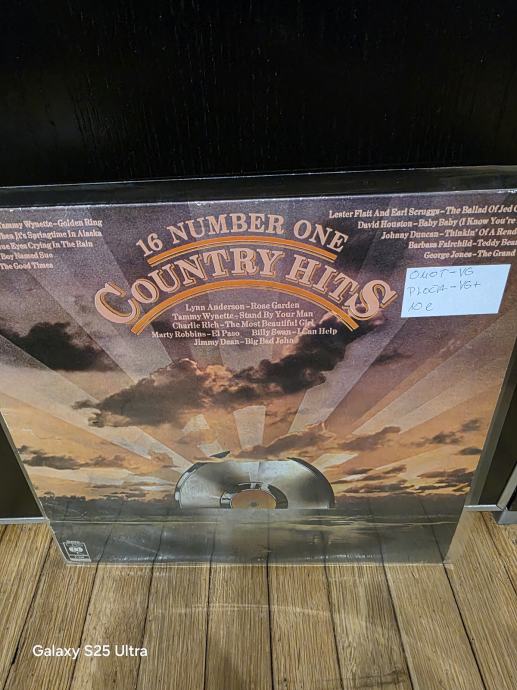 16 NUMBER ONE
COUNTRY HITS
Tammy Wynette-Golden Ring
When It's Springtime In Alaska
Eyes Crying In The Rain
Boy Named Sue
The Good Times
Lester Flatt And Earl Scruggs-The Ballad Of Jed
David Houston-Baby Baby (I Know You're
Johnny Duncan-Thinkin' Of A
Barbara Fairchild-Teddy
George Jones-The Grand
Lynn Anderson-Rose Garden
Tammy Wynette-Stand By Your Man
Charlie Rich-The Most Beautiful Girl
Marty Robbins-El Paso Billy Swan-I Can Help
Jimmy Dean-Big Bad John
OMOT-VG
PLOČA-VG+
10 €
CBS
Galaxy S25 Ultra